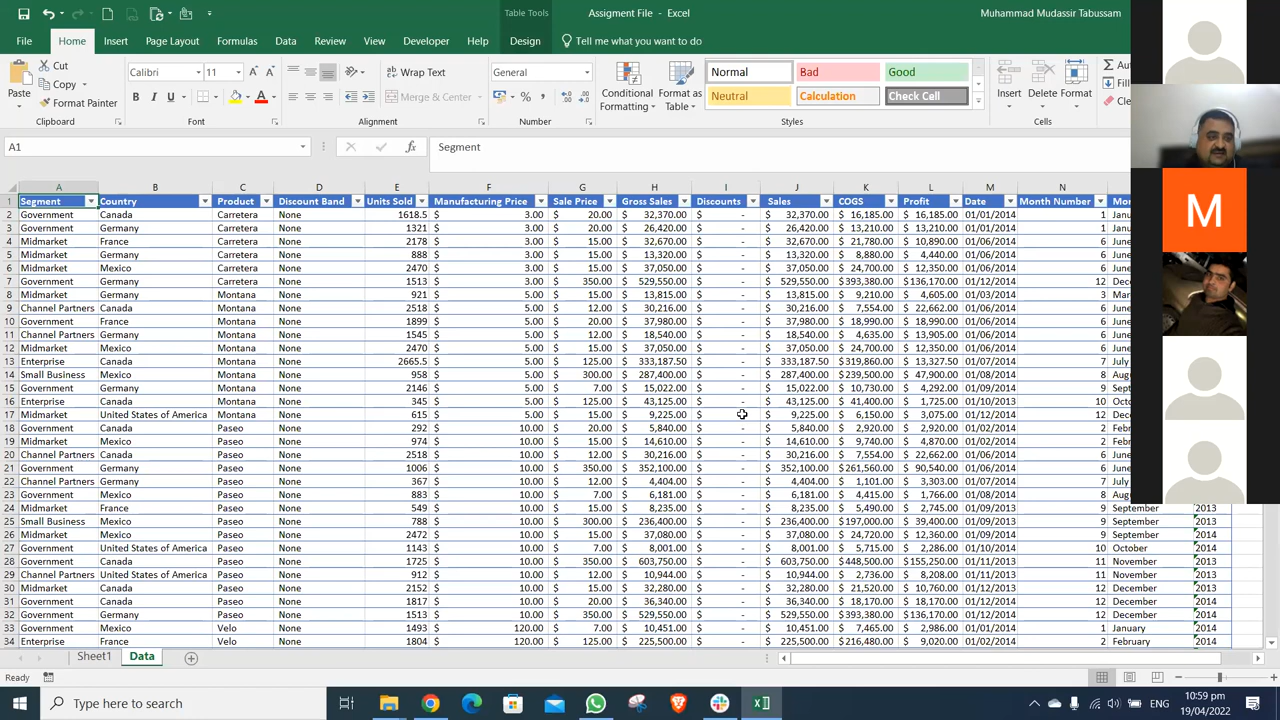 Table Tools
Assigment File - Excel
Muhammad Mudassir Tabussam
File Home Insert Page Layout Formulas Data Review View Developer Help Design Tell me what you want to do
Paste Cut Copy Format Painter
Calibri 11
Wrap Text Merge & Center
General
Conditional Formatting Format as Table
Normal Bad Good
Neutral Calculation Check Cell
Insert Delete Format
Clipboard Font Alignment Number Styles Cells
A1 fx Segment
A B C D E F G H I J K L M N
1 Segment Country Product Discount Band Units Sold Manufacturing Price Sale Price Gross Sales Discounts Sales COGS Profit Date Month Number
2 Government Canada Carretera None 1618.5 $ 3.00 $ 20.00 $ 32,370.00 $ - $ 32,370.00 $ 16,185.00 $ 16,185.00 01/01/2014 1
3 Government Germany Carretera None 1321 $ 3.00 $ 20.00 $ 26,420.00 $ - $ 26,420.00 $ 13,210.00 $ 13,210.00 01/01/2014 1
4 Midmarket France Carretera None 2178 $ 3.00 $ 15.00 $ 32,670.00 $ - $ 32,670.00 $ 21,780.00 $ 10,890.00 01/06/2014 6
5 Midmarket Germany Carretera None 888 $ 3.00 $ 15.00 $ 13,320.00 $ - $ 13,320.00 $ 8,880.00 $ 4,440.00 01/06/2014 6
6 Midmarket Mexico Carretera None 2470 $ 3.00 $ 15.00 $ 37,050.00 $ - $ 37,050.00 $ 24,700.00 $ 12,350.00 01/06/2014 6
7 Government Germany Carretera None 1513 $ 3.00 $ 350.00 $ 529,550.00 $ - $ 529,550.00 $ 393,380.00 $ 136,170.00 01/12/2014 12
8 Midmarket Germany Montana None 921 $ 5.00 $ 15.00 $ 13,815.00 $ - $ 13,815.00 $ 9,210.00 $ 4,605.00 01/03/2014 3
9 Channel Partners Canada Montana None 2518 $ 5.00 $ 12.00 $ 30,216.00 $ - $ 30,216.00 $ 7,554.00 $ 22,662.00 01/06/2014 6
10 Government France Montana None 1899 $ 5.00 $ 20.00 $ 37,980.00 $ - $ 37,980.00 $ 18,990.00 $ 18,990.00 01/06/2014 6
11 Channel Partners Germany Montana None 1545 $ 5.00 $ 12.00 $ 18,540.00 $ - $ 18,540.00 $ 4,635.00 $ 13,905.00 01/06/2014 6
12 Midmarket Mexico Montana None 2470 $ 5.00 $ 15.00 $ 37,050.00 $ - $ 37,050.00 $ 24,700.00 $ 12,350.00 01/06/2014 6
13 Enterprise Canada Montana None 2665.5 $ 5.00 $ 125.00 $ 333,187.50 $ - $ 333,187.50 $ 319,860.00 $ 13,327.50 01/07/2014 7 July
14 Small Business Mexico Montana None 958 $ 5.00 $ 300.00 $ 287,400.00 $ - $ 287,400.00 $ 239,500.00 $ 47,900.00 01/08/2014 8
15 Government Germany Montana None 2146 $ 5.00 $ 7.00 $ 15,022.00 $ - $ 15,022.00 $ 10,730.00 $ 4,292.00 01/09/2014 9
16 Enterprise Canada Montana None 345 $ 5.00 $ 125.00 $ 43,125.00 $ - $ 43,125.00 $ 41,400.00 $ 1,725.00 01/10/2013 10
17 Midmarket United States of America Montana None 615 $ 5.00 $ 15.00 $ 9,225.00 $ - $ 9,225.00 $ 6,150.00 $ 3,075.00 01/12/2014 12
18 Government Canada Paseo None 292 $ 10.00 $ 20.00 $ 5,840.00 $ - $ 5,840.00 $ 2,920.00 $ 2,920.00 01/02/2014 2
19 Midmarket Mexico Paseo None 974 $ 10.00 $ 15.00 $ 14,610.00 $ - $ 14,610.00 $ 9,740.00 $ 4,870.00 01/02/2014 2
20 Channel Partners Canada Paseo None 2518 $ 10.00 $ 12.00 $ 30,216.00 $ - $ 30,216.00 $ 7,554.00 $ 22,662.00 01/06/2014 6
21 Government Germany Paseo None 1006 $ 10.00 $ 350.00 $ 352,100.00 $ - $ 352,100.00 $ 261,560.00 $ 90,540.00 01/06/2014 6
22 Channel Partners Germany Paseo None 367 $ 10.00 $ 12.00 $ 4,404.00 $ - $ 4,404.00 $ 1,101.00 $ 3,303.00 01/07/2014 7 July
23 Government Mexico Paseo None 883 $ 10.00 $ 7.00 $ 6,181.00 $ - $ 6,181.00 $ 4,415.00 $ 1,766.00 01/08/2014 8
24 Midmarket France Paseo None 549 $ 10.00 $ 15.00 $ 8,235.00 $ - $ 8,235.00 $ 5,490.00 $ 2,745.00 01/09/2013 9 September 2013
25 Small Business Mexico Paseo None 788 $ 10.00 $ 300.00 $ 236,400.00 $ - $ 236,400.00 $ 197,000.00 $ 39,400.00 01/09/2013 9 September 2013
26 Midmarket Mexico Paseo None 2472 $ 10.00 $ 15.00 $ 37,080.00 $ - $ 37,080.00 $ 24,720.00 $ 12,360.00 01/09/2014 9 September 2014
27 Government United States of America Paseo None 1143 $ 10.00 $ 7.00 $ 8,001.00 $ - $ 8,001.00 $ 5,715.00 $ 2,286.00 01/10/2014 10 October 2014
28 Government Canada Paseo None 1725 $ 10.00 $ 350.00 $ 603,750.00 $ - $ 603,750.00 $ 448,500.00 $ 155,250.00 01/11/2013 11 November 2013
29 Channel Partners United States of America Paseo None 912 $ 10.00 $ 12.00 $ 10,944.00 $ - $ 10,944.00 $ 2,736.00 $ 8,208.00 01/11/2013 11 November 2013
30 Midmarket Canada Paseo None 2152 $ 10.00 $ 15.00 $ 32,280.00 $ - $ 32,280.00 $ 21,520.00 $ 10,760.00 01/12/2013 12 December 2013
31 Government Canada Paseo None 1817 $ 10.00 $ 20.00 $ 36,340.00 $ - $ 36,340.00 $ 18,170.00 $ 18,170.00 01/12/2014 12 December 2014
32 Government Germany Paseo None 1513 $ 10.00 $ 350.00 $ 529,550.00 $ - $ 529,550.00 $ 393,380.00 $ 136,170.00 01/12/2014 12 December 2014
33 Government Mexico Velo None 1493 $ 120.00 $ 7.00 $ 10,451.00 $ - $ 10,451.00 $ 7,465.00 $ 2,986.00 01/01/2014 1 January 2014
34 Enterprise France Velo None 1804 $ 120.00 $ 125.00 $ 225,500.00 $ - $ 225,500.00 $ 216,480.00 $ 9,020.00 01/02/2014 2 February 2014
M
Sheet1 Data
Ready
Type here to search
10:59 pm
19/04/2022